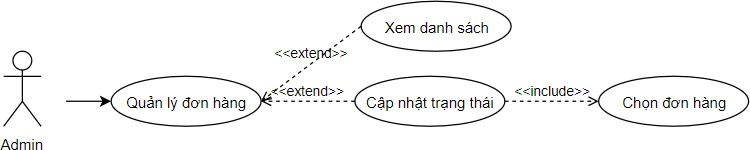 Xem danh sách
<<extend>>
Quản lý đơn hàng
<<extend>>
Cập nhật trạng thái
<<include>>
Chọn đơn hàng
Admin